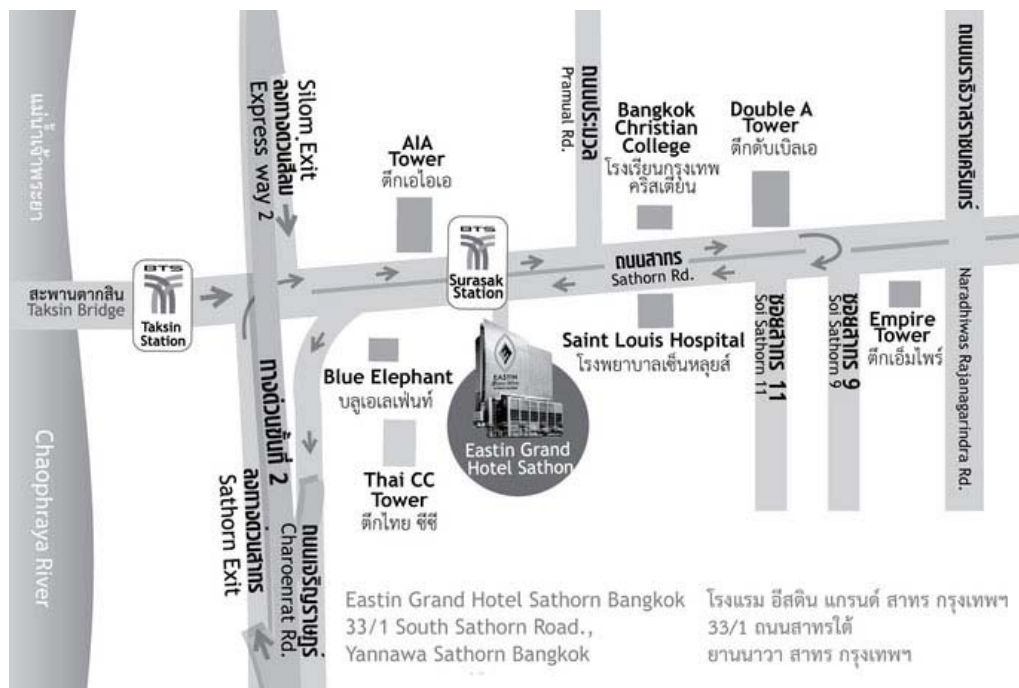 แม่น้ำเจ้าพระยา
Chaophraya River
สะพานตากสิน
Taksin Bridge
BTS
Taksin
Station
ลงทางด่วนสีลม
Silom Exit
Express way 2
ทางด่วนขั้นที่ 2
ลงทางด่วนสาทร
Sathorn Exit
ถนนเจริญราษฎร์
Charoenrat Rd.
AIA
Tower
ตึกเอไอเอ
BTS
Surasak
Station
ถนนประมวล
Pramual Rd.
Bangkok
Christian
College
โรงเรียนกรุงเทพ
คริสเตียน
Double A
Tower
ตึกดับเบิลเอ
ถนนนราธิวาสราชนครินทร์
Naradhiwas Rajanagarindra Rd.
ถนนสาทร
Sathorn Rd.
Blue Elephant
บลูเอเลเฟ่นท์
Thai CC
Tower
ตึกไทย ซีซี
EASTIN
Eastin Grand
Hotel Sathon
Saint Louis Hospital
โรงพยาบาลเซ็นหลุยส์
ซอยสาทร 11
Soi Sathorn 11
ซอยสาทร 9
Soi Sathorn 9
Empire
Tower
ตึกเอ็มไพร์
Eastin Grand Hotel Sathorn Bangkok
33/1 South Sathorn Road.,
Yannawa Sathorn Bangkok
โรงแรม อีสติน แกรนด์ สาทร กรุงเทพฯ
33/1 ถนนสาทรใต้
ยานนาวา สาทร กรุงเทพฯ